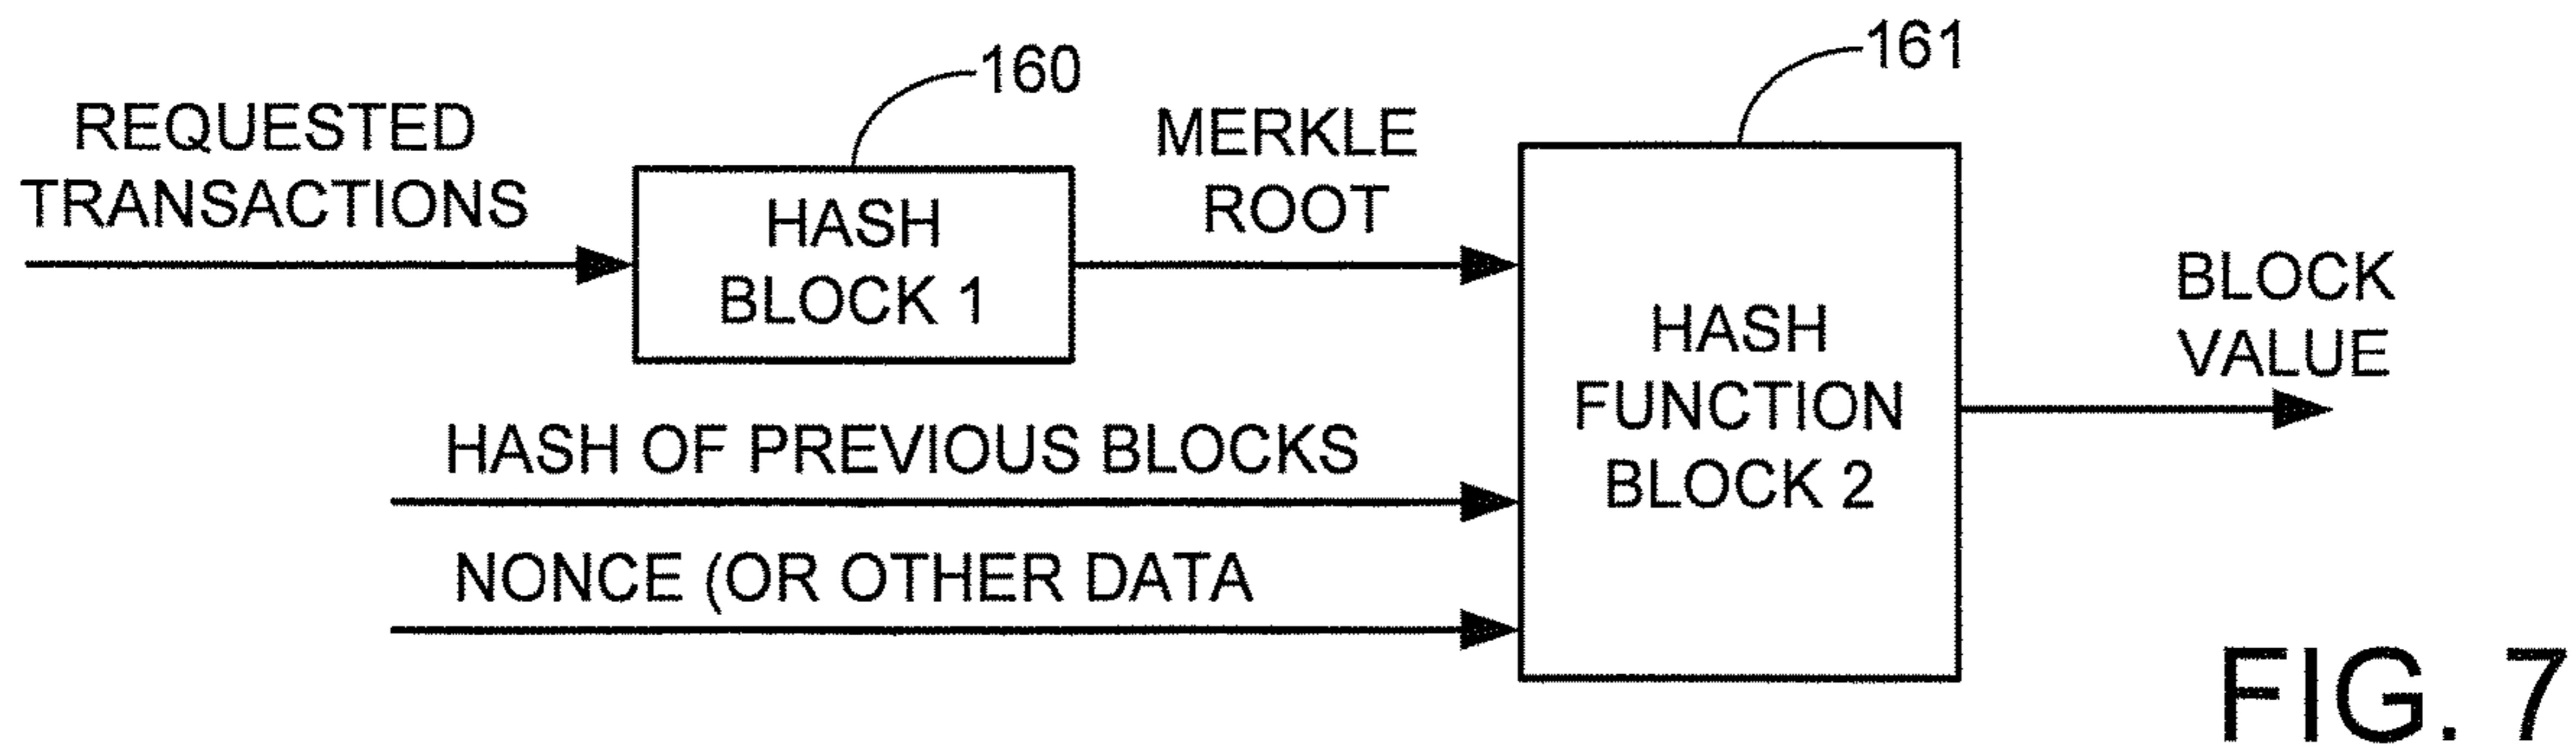 160
161
REQUESTED
TRANSACTIONS
HASH
BLOCK 1
MERKLE
ROOT
HASH
FUNCTION
BLOCK 2
BLOCK
VALUE
HASH OF PREVIOUS BLOCKS
NONCE (OR OTHER DATA
FIG. 7